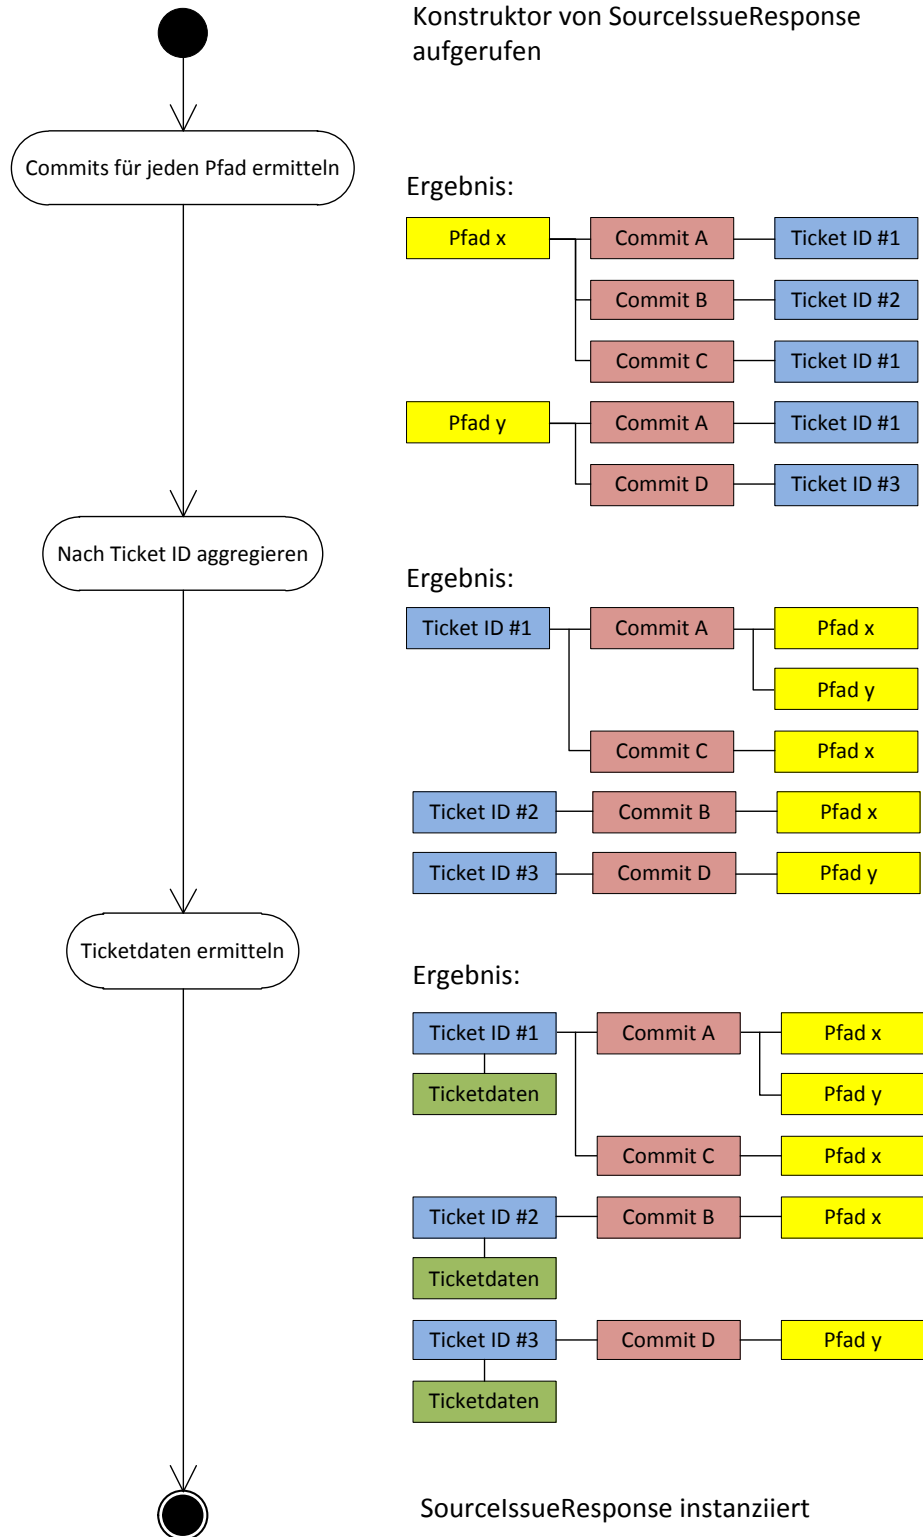 Konstruktor von SourceIssueResponse
aufgerufen
Commits für jeden Pfad ermitteln
Ergebnis:
Pfad x Commit A Ticket ID #1
Commit B Ticket ID #2
Commit C Ticket ID #1
Pfad y Commit A Ticket ID #1
Commit D Ticket ID #3
Nach Ticket ID aggregieren
Ergebnis:
Ticket ID #1 Commit A Pfad x
Pfad y
Commit C Pfad x
Ticket ID #2 Commit B Pfad x
Ticket ID #3 Commit D Pfad y
Ticketdaten ermitteln
Ergebnis:
Ticket ID #1 Commit A Pfad x
Ticketdaten Pfad y
Commit C Pfad x
Ticket ID #2 Commit B Pfad x
Ticketdaten
Ticket ID #3 Commit D Pfad y
Ticketdaten
SourceIssueResponse instanziiert